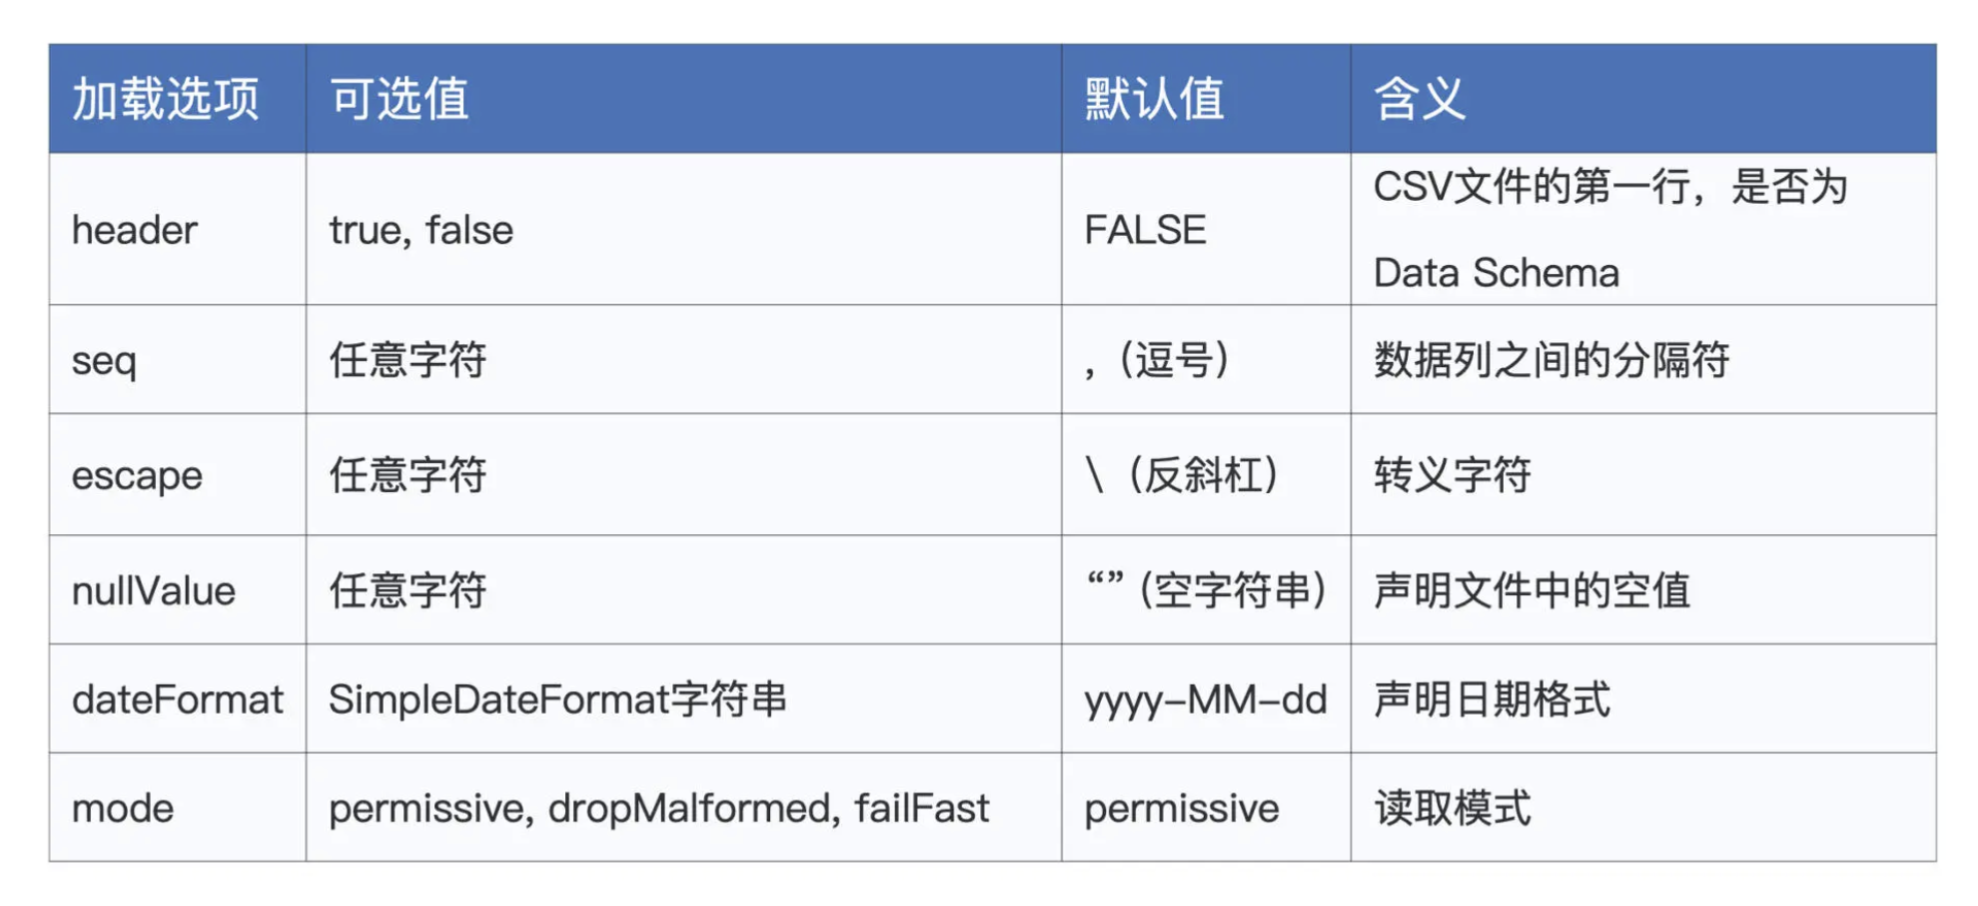 加载选项 可选值 默认值 含义
header true, false FALSE CSV文件的第一行，是否为
Data Schema
seq 任意字符 ,（逗号） 数据列之间的分隔符
escape 任意字符 \（反斜杠） 转义字符
nullValue 任意字符 “”（空字符串） 声明文件中的空值
dateFormat SimpleDateFormat字符串 yyyy-MM-dd 声明日期格式
mode permissive, dropMalformed, failFast permissive 读取模式